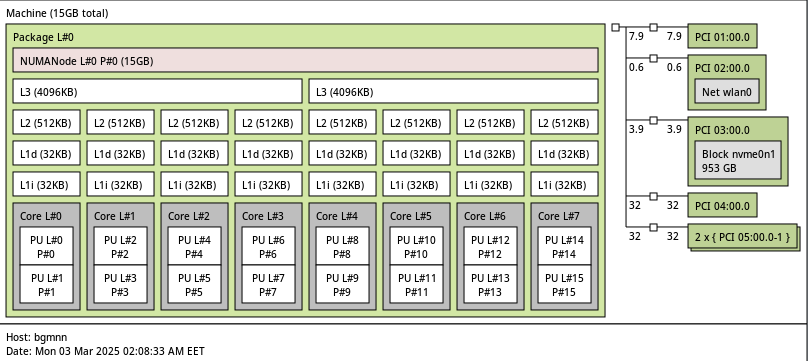 Machine (15GB total)
Package L#0
NUMANode L#0 P#0 (15GB)
L3 (4096KB) L3 (4096KB)
L2 (512KB) L2 (512KB) L2 (512KB) L2 (512KB) L2 (512KB) L2 (512KB) L2 (512KB) L2 (512KB)
L1d (32KB) L1d (32KB) L1d (32KB) L1d (32KB) L1d (32KB) L1d (32KB) L1d (32KB) L1d (32KB)
L1i (32KB) L1i (32KB) L1i (32KB) L1i (32KB) L1i (32KB) L1i (32KB) L1i (32KB) L1i (32KB)
Core L#0 Core L#1 Core L#2 Core L#3 Core L#4 Core L#5 Core L#6 Core L#7
PU L#0 PU L#2 PU L#4 PU L#6 PU L#8 PU L#10 PU L#12 PU L#14
P#0 P#2 P#4 P#6 P#8 P#10 P#12 P#14
PU L#1 PU L#3 PU L#5 PU L#7 PU L#9 PU L#11 PU L#13 PU L#15
P#1 P#3 P#5 P#7 P#9 P#11 P#13 P#15
7.9 7.9 PCI 01:00.0
0.6 0.6 PCI 02:00.0
Net wlan0
3.9 3.9 PCI 03:00.0
Block nvme0n1
953 GB
32 32 PCI 04:00.0
32 32 2 x { PCI 05:00.0-1 }
Host: bgmnn
Date: Mon 03 Mar 2025 02:08:33 AM EET